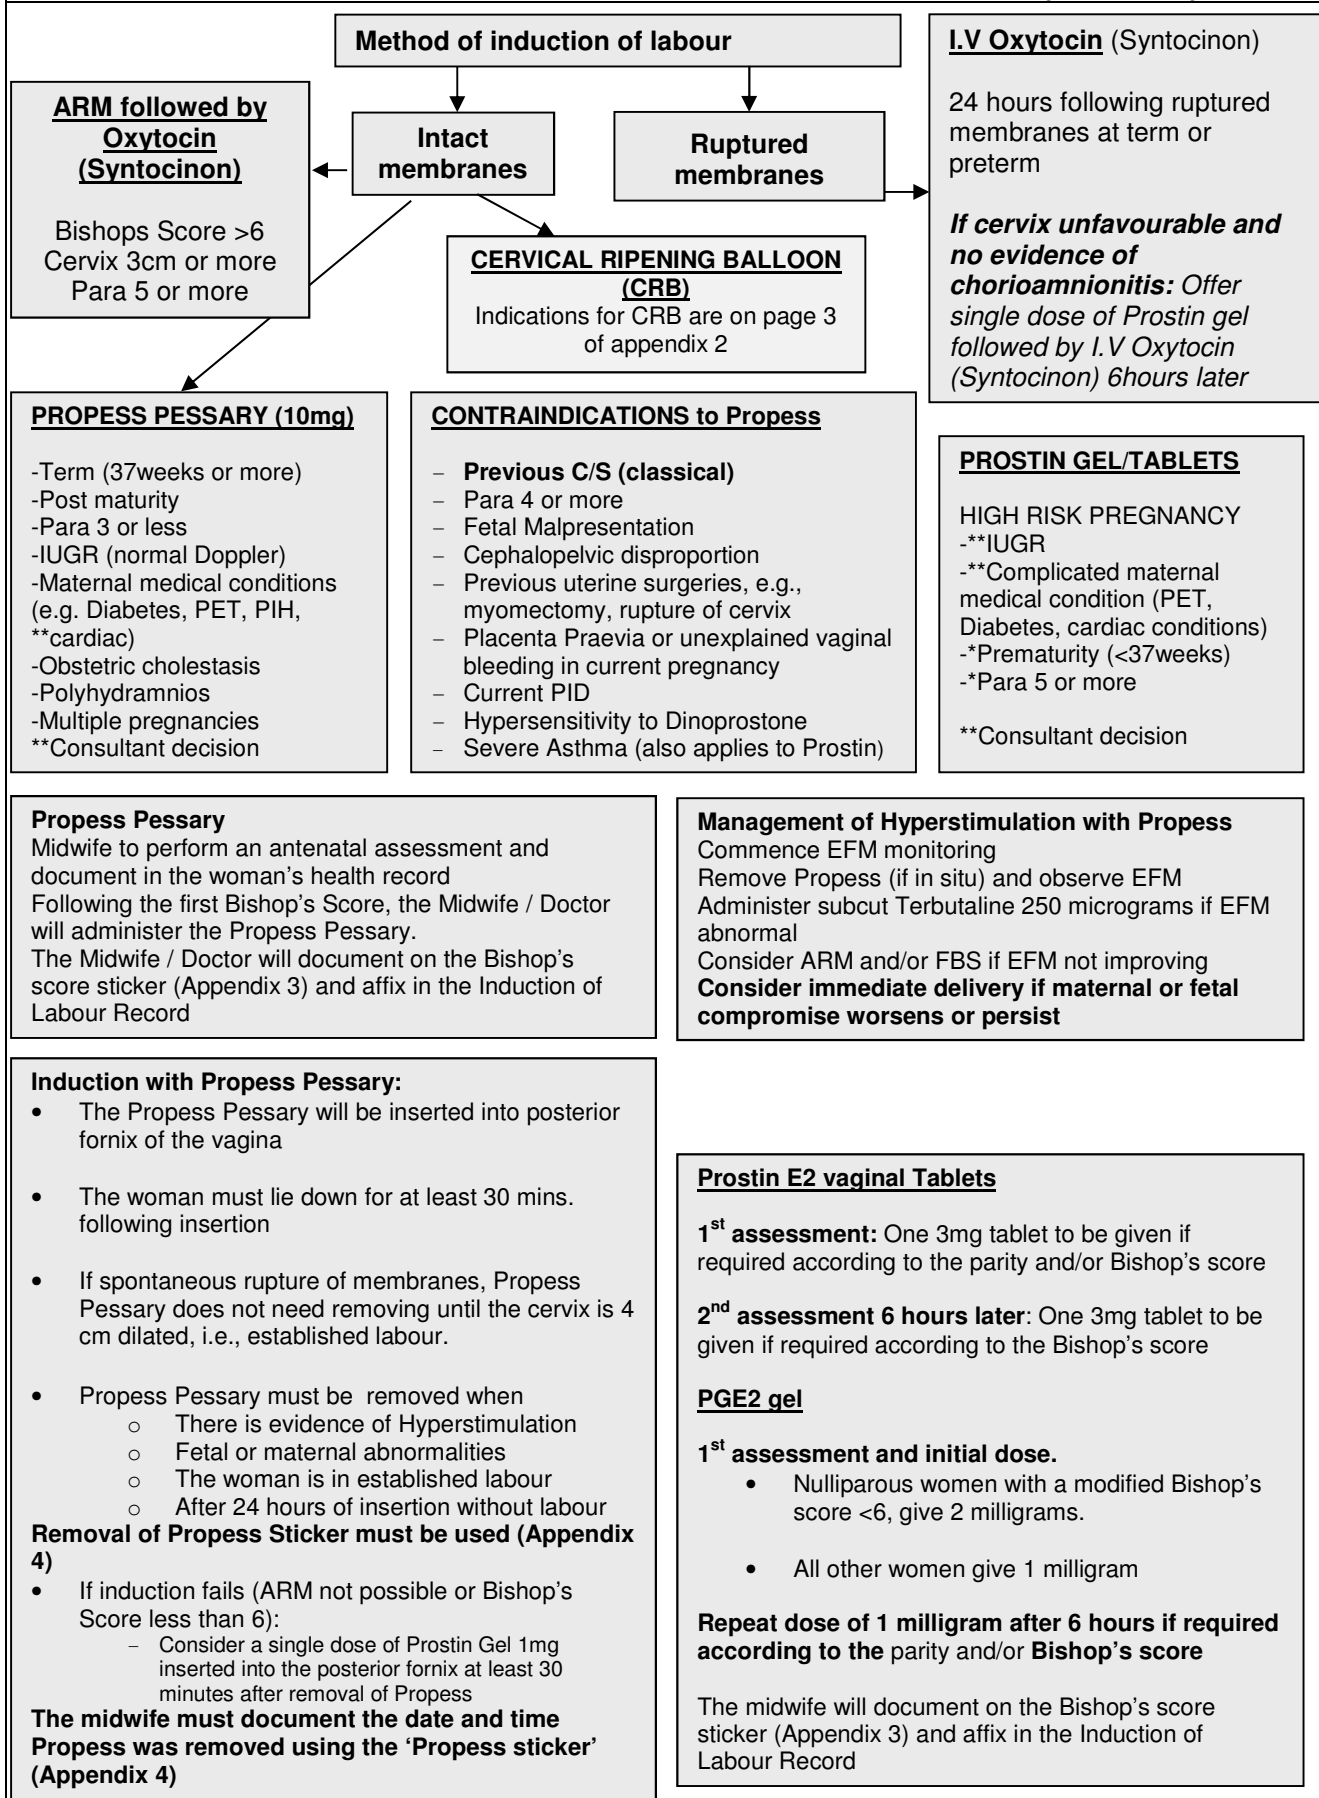 Method of induction of labour
I.V Oxytocin (Syntocinon)
24 hours following ruptured
membranes at term or
preterm
If cervix unfavourable and
no evidence of
chorioamnionitis: Offer
single dose of Prostin gel
followed by I.V Oxytocin
(Syntocinon) 6hours later
ARM followed by
Oxytocin
(Syntocinon)
Bishops Score >6
Cervix 3cm or more
Para 5 or more
Intact
membranes
Ruptured
membranes
CERVICAL RIPENING BALLOON
(CRB)
Indications for CRB are on page 3
of appendix 2
PROPESS PESSARY (10mg)
-Term (37weeks or more)
-Post maturity
-Para 3 or less
-IUGR (normal Doppler)
-Maternal medical conditions
(e.g. Diabetes, PET, PIH,
**cardiac)
-Obstetric cholestasis
-Polyhydramnios
-Multiple pregnancies
**Consultant decision
CONTRAINDICATIONS to Propess
− Previous C/S (classical)
− Para 4 or more
− Fetal Malpresentation
− Cephalopelvic disproportion
− Previous uterine surgeries, e.g.,
myomectomy, rupture of cervix
− Placenta Praevia or unexplained vaginal
bleeding in current pregnancy
− Current PID
− Hypersensitivity to Dinoprostone
− Severe Asthma (also applies to Prostin)
PROSTIN GEL/TABLETS
HIGH RISK PREGNANCY
-**IUGR
-**Complicated maternal
medical condition (PET,
Diabetes, cardiac conditions)
-*Prematurity (<37weeks)
-*Para 5 or more
**Consultant decision
Propess Pessary
Midwife to perform an antenatal assessment and
document in the woman's health record
Following the first Bishop's Score, the Midwife / Doctor
will administer the Propess Pessary.
The Midwife / Doctor will document on the Bishop's
score sticker (Appendix 3) and affix in the Induction of
Labour Record
Management of Hyperstimulation with Propess
Commence EFM monitoring
Remove Propess (if in situ) and observe EFM
Administer subcut Terbutaline 250 micrograms if EFM
abnormal
Consider ARM and/or FBS if EFM not improving
Consider immediate delivery if maternal or fetal
compromise worsens or persist
Induction with Propess Pessary:
• The Propess Pessary will be inserted into posterior
fornix of the vagina
• The woman must lie down for at least 30 mins.
following insertion
• If spontaneous rupture of membranes, Propess
Pessary does not need removing until the cervix is 4
cm dilated, i.e., established labour.
• Propess Pessary must be removed when
o There is evidence of Hyperstimulation
o Fetal or maternal abnormalities
o The woman is in established labour
o After 24 hours of insertion without labour
Removal of Propess Sticker must be used (Appendix
4)
• If induction fails (ARM not possible or Bishop's
Score less than 6):
− Consider a single dose of Prostin Gel 1mg
inserted into the posterior fornix at least 30
minutes after removal of Propess
The midwife must document the date and time
Propess was removed using the 'Propess sticker'
(Appendix 4)
Prostin E2 vaginal Tablets
1st assessment: One 3mg tablet to be given if
required according to the parity and/or Bishop's score
2nd assessment 6 hours later: One 3mg tablet to be
given if required according to the Bishop's score
PGE2 gel
1st assessment and initial dose.
• Nulliparous women with a modified Bishop's
score <6, give 2 milligrams.
• All other women give 1 milligram
Repeat dose of 1 milligram after 6 hours if required
according to the parity and/or Bishop's score
The midwife will document on the Bishop's score
sticker (Appendix 3) and affix in the Induction of
Labour Record